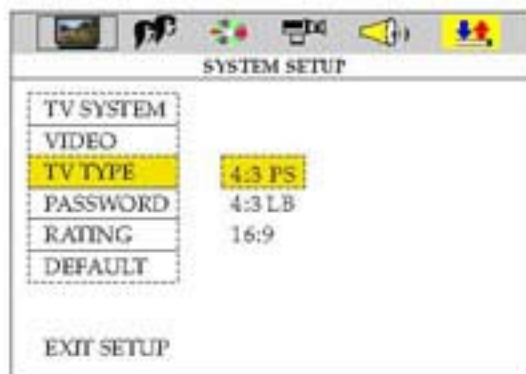 SYSTEM SETUP
TV SYSTEM
VIDEO
TV TYPE 4:3 PS
PASSWORD 4:3 LB
RATING 16:9
DEFAULT
EXIT SETUP